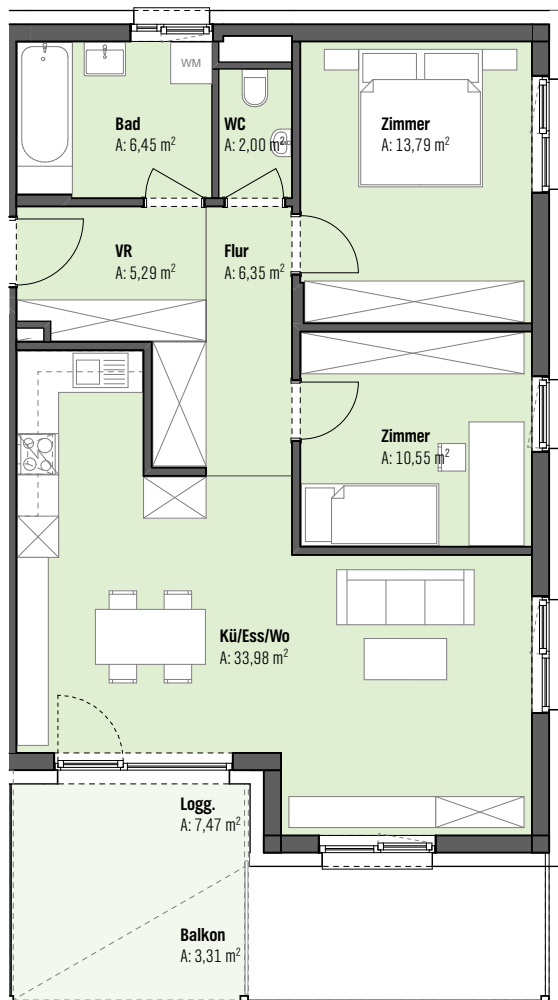 WM
Bad
A: 6,45 m²
WC
A: 2,00 m²
Zimmer
A: 13,79 m²
VR
A: 5,29 m²
Flur
A: 6,35 m²
Zimmer
A: 10,55 m²
Kü/Ess/Wo
A: 33,98 m²
Logg.
A: 7,47 m²
Balkon
A: 3,31 m²